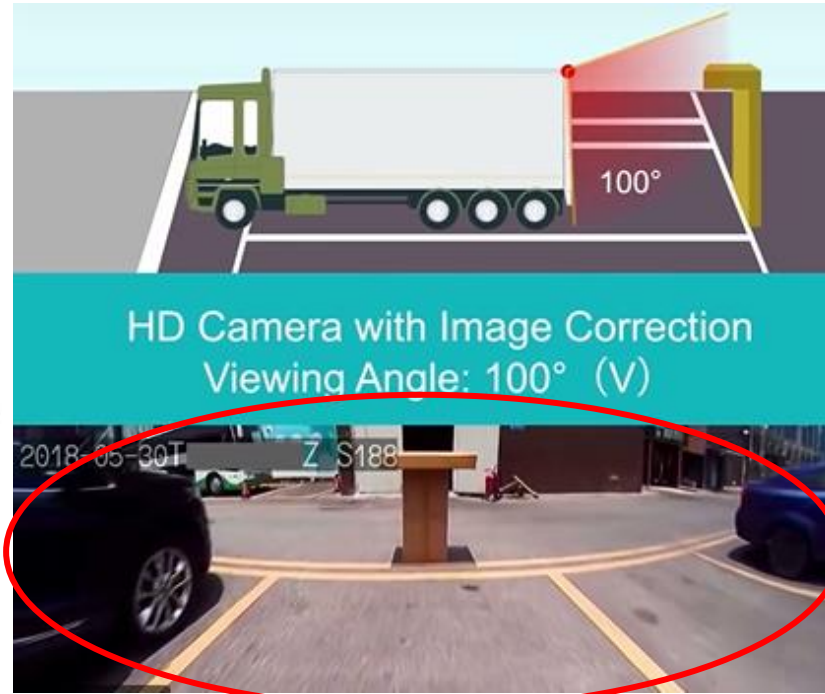 100°
HD Camera with Image Correction
Viewing Angle: 100°（V）
2018-05-30T Z S188